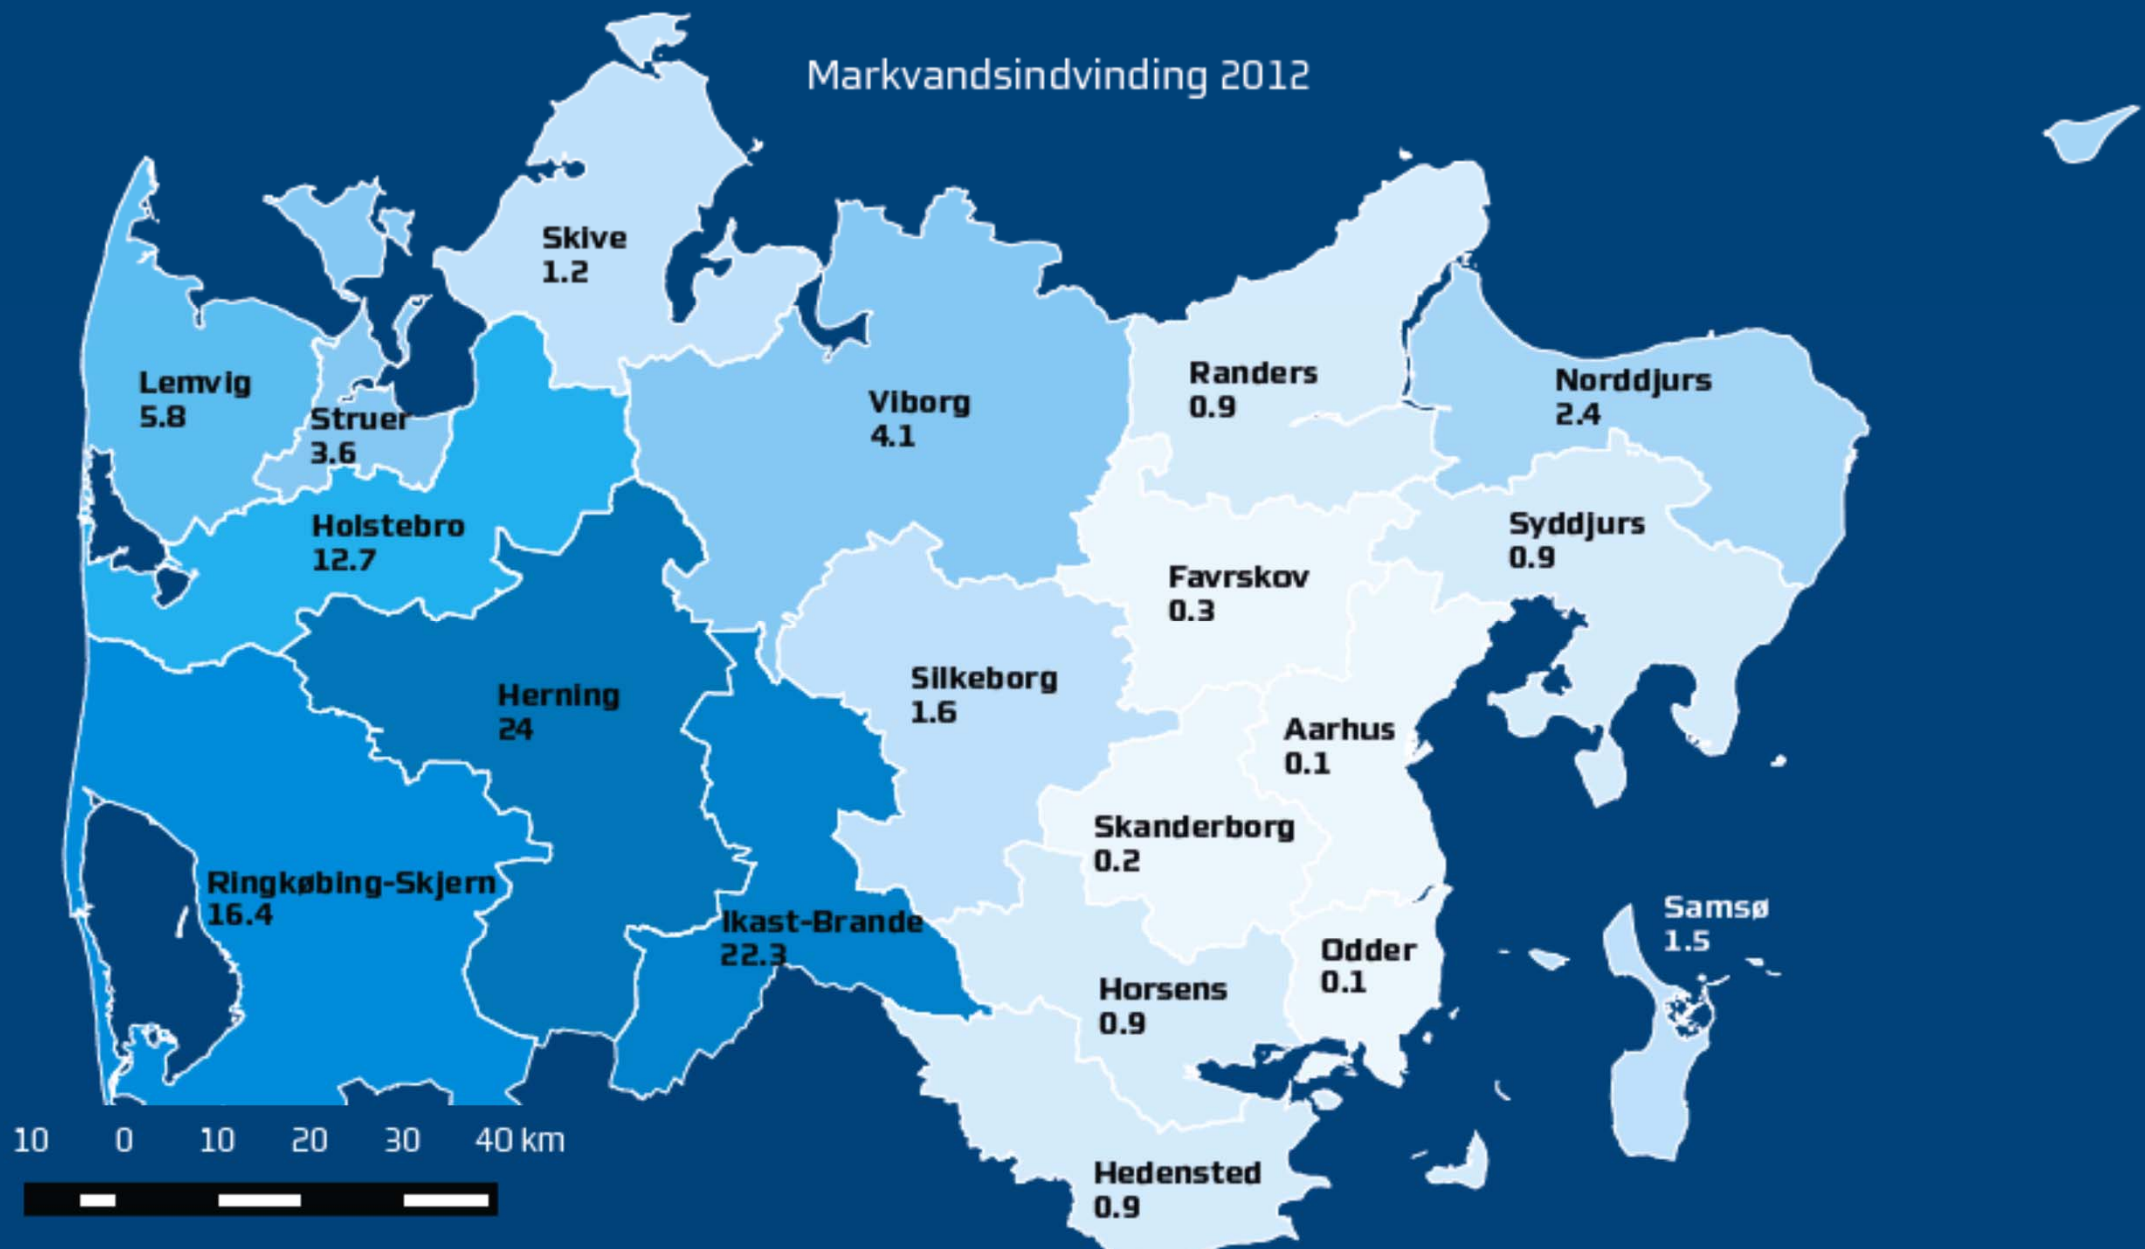 Markvandsindvinding 2012
Skive
1.2
Lemvig
5.8
Struer
3.6
Viborg
4.1
Randers
0.9
Norddjurs
2.4
Holstebro
12.7
Syddjurs
0.9
Favrskov
0.3
Herning
24
Silkeborg
1.6
Aarhus
0.1
Skanderborg
0.2
Ringkøbing-Skjern
16.4
Ikast-Brande
22.3
Samsø
1.5
Odder
0.1
Horsens
0.9
Hedensted
0.9
10 0 10 20 30 40 km